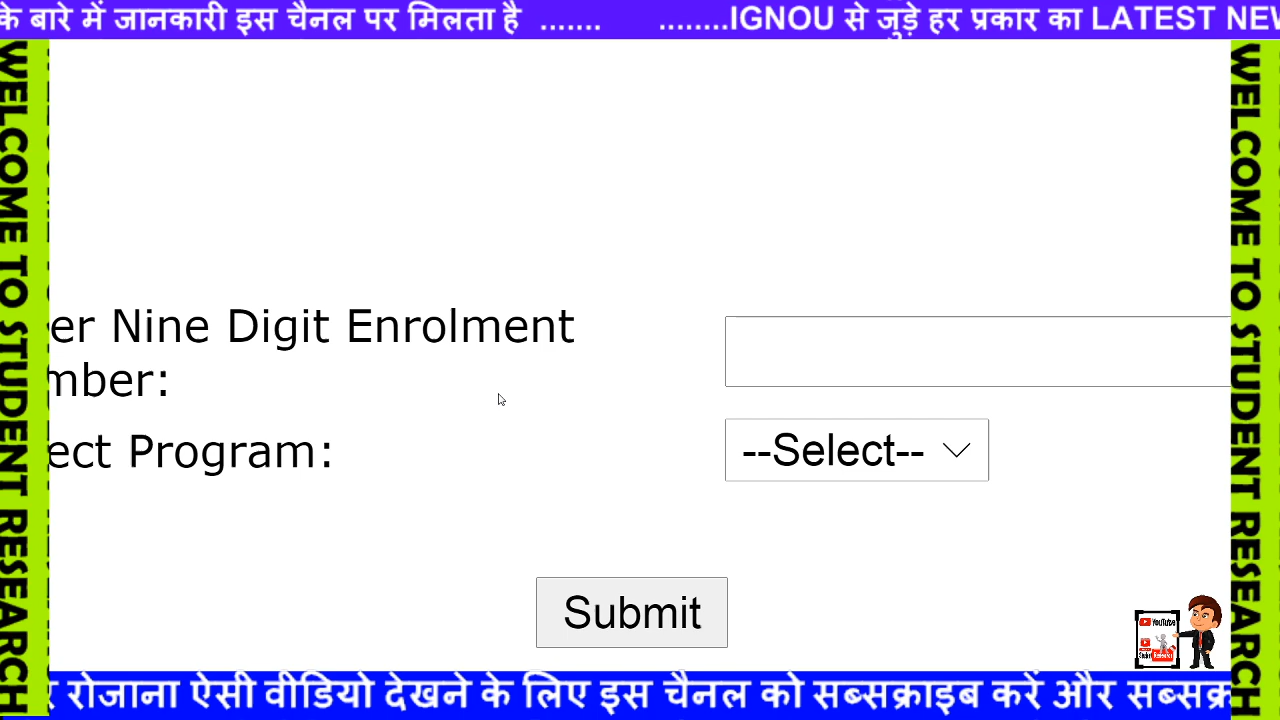 के बारे में जानकारी इस चैनल पर मिलता है ....... ........IGNOU से जुड़े हर प्रकार का LATEST NEW
WELCOME TO STUDENT RESEARCH
er Nine Digit Enrolment
mber:
ect Program:
--Select--
Submit
WELCOME TO STUDENT RESEARCH
YouTube
रोजाना ऐसी वीडियो देखने के लिए इस चैनल को सब्सक्राइब करें और सब्सक्र